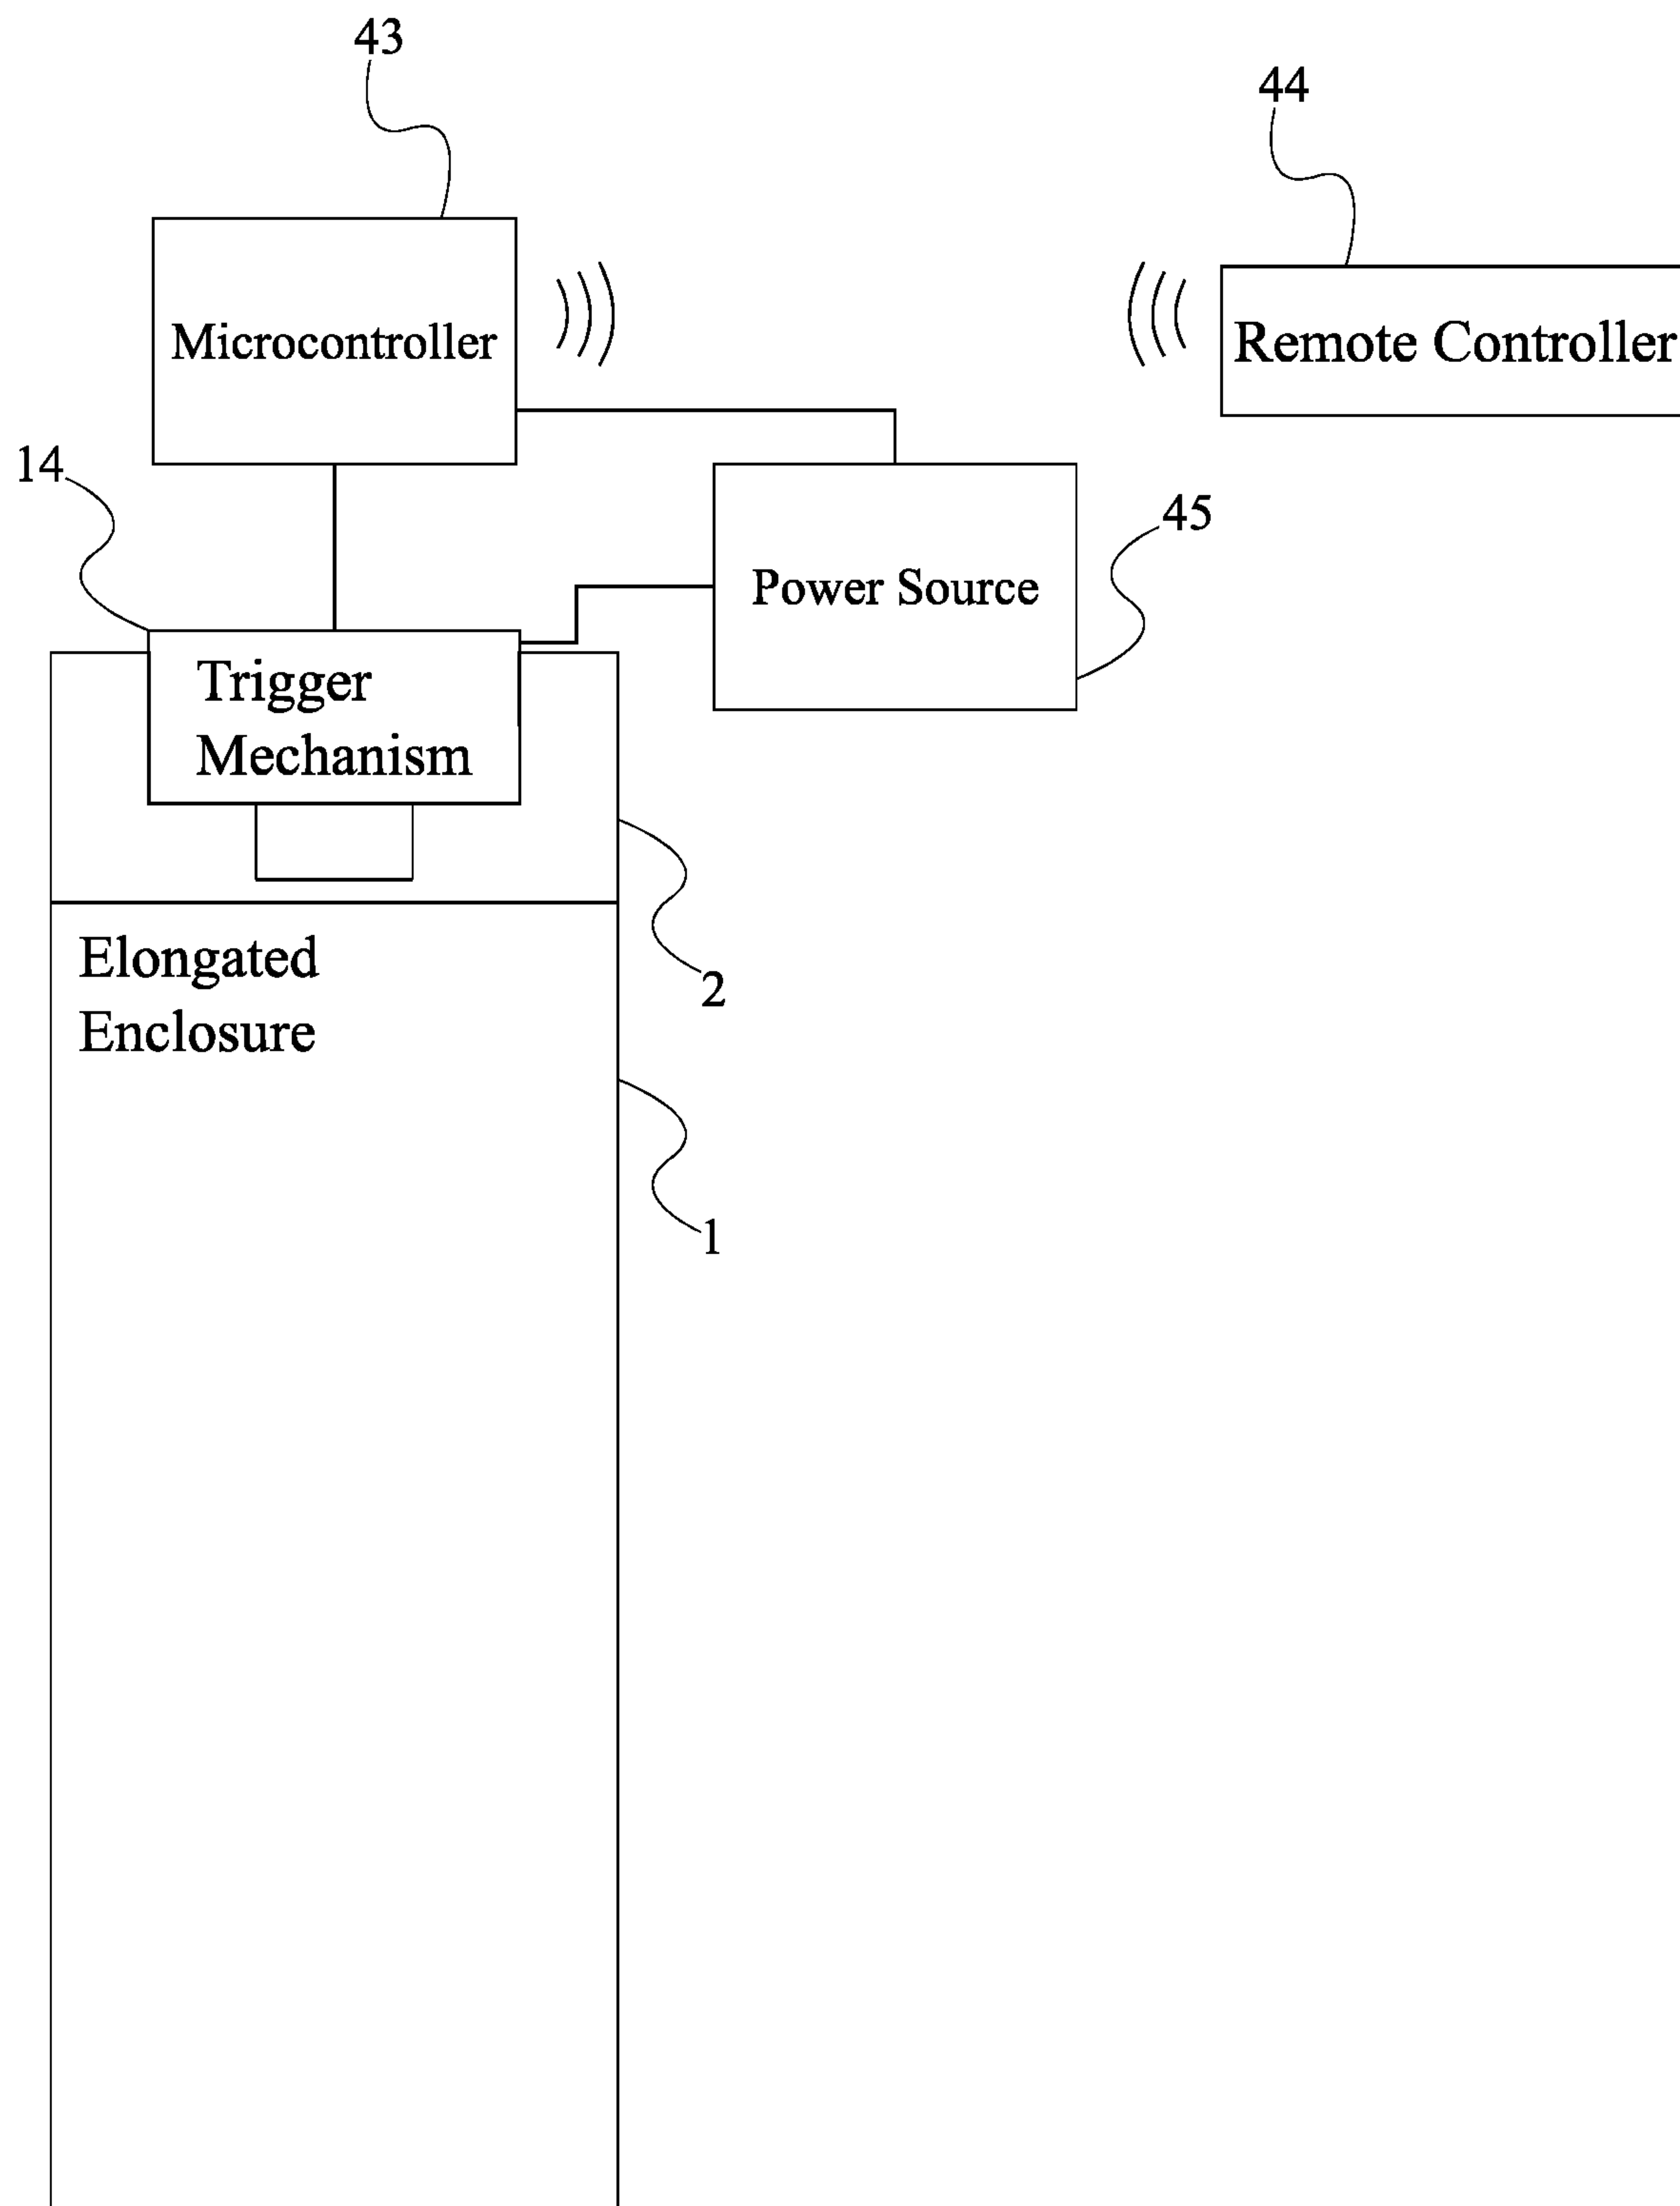 43
44
Microcontroller
Remote Controller
14
45
Power Source
Trigger
Mechanism
2
Elongated
Enclosure
1